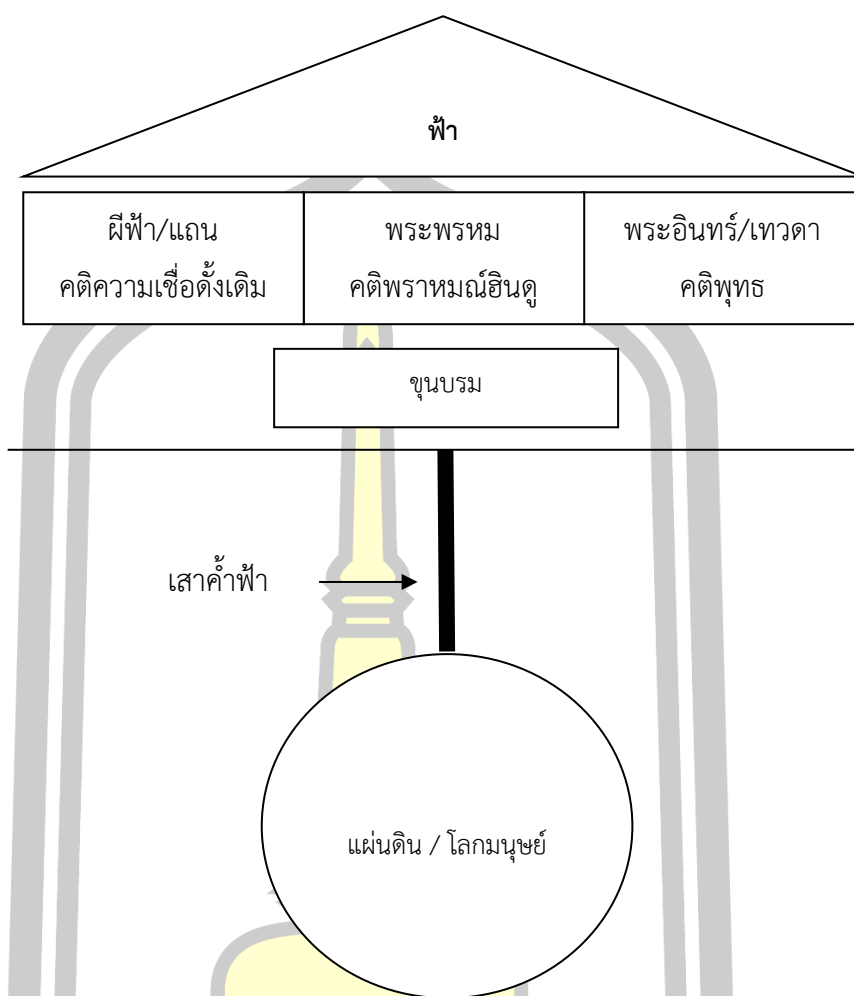 ฟ้า
ผีฟ้า/แถน
คติความเชื่อดั้งเดิม
พระพรหม
คติพราหมณ์ฮินดู
พระอินทร์/เทวดา
คติพุทธ
ขุนบรม
เสาค้ำฟ้า
แผ่นดิน / โลกมนุษย์